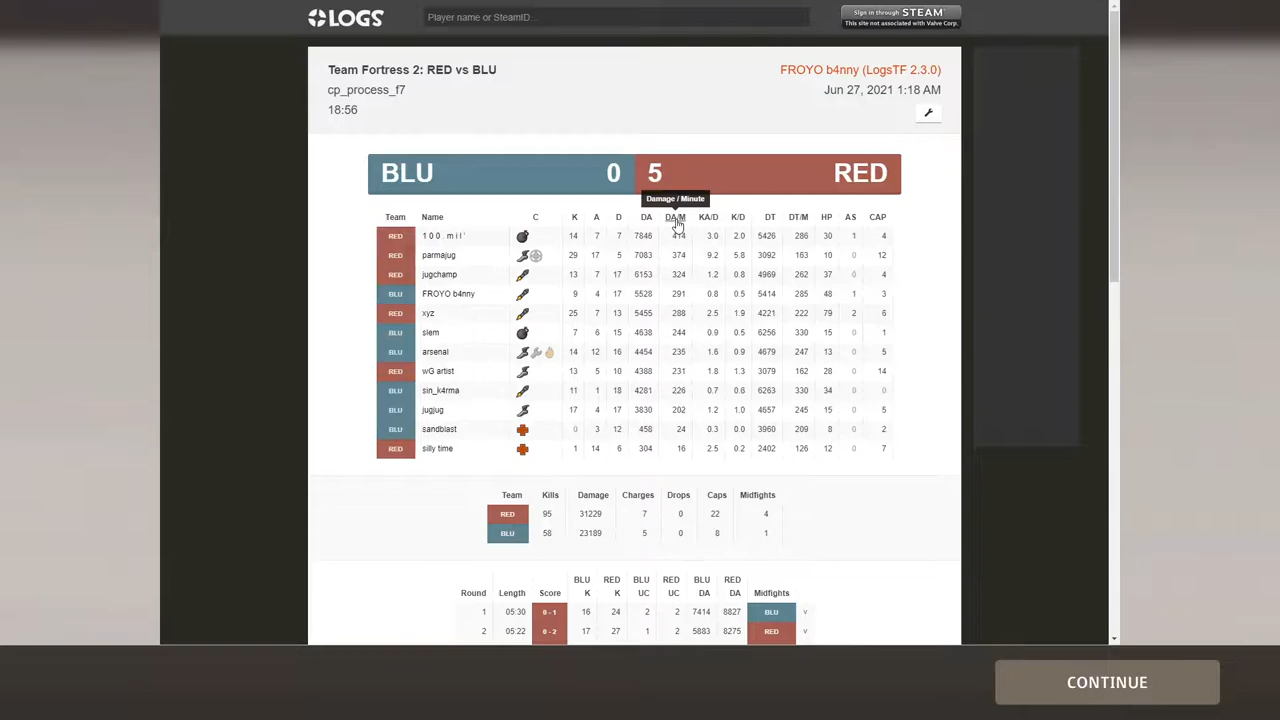 LOGS
Player name or SteamID...
Sign in through STEAM
This site not associated with Valve Corp.
Team Fortress 2: RED vs BLU
FROYO b4nny (LogsTF 2.3.0)
cp_process_f7
Jun 27, 2021 1:18 AM
18:56
BLU 0 5 RED
Damage / Minute
Team Name C K A D DA DA/M KA/D K/D DT DT/M HP AS CAP
RED 1 0 0 . m i l ' 14 7 7 7846 414 3.0 2.0 5426 286 30 1 4
RED parmajug 29 17 5 7083 374 9.2 5.8 3092 163 10 0 12
RED jugchamp 13 7 17 6153 324 1.2 0.8 4969 262 37 0 4
BLU FROYO b4nny 9 4 17 5528 291 0.8 0.5 5414 285 48 1 3
RED xyz 25 7 13 5455 288 2.5 1.9 4221 222 79 2 6
BLU slem 7 6 15 4638 244 0.9 0.5 6256 330 15 0 1
BLU arsenal 14 12 16 4454 235 1.6 0.9 4679 247 13 0 5
RED wG artist 13 5 10 4388 231 1.8 1.3 3079 162 28 0 14
BLU sin_k4rma 11 1 18 4281 226 0.7 0.6 6263 330 34 0 0
BLU jugjug 17 4 17 3830 202 1.2 1.0 4657 245 15 0 5
BLU sandblast 0 3 12 458 24 0.3 0.0 3960 209 8 0 2
RED silly time 1 14 6 304 16 2.5 0.2 2402 126 12 0 7
Team Kills Damage Charges Drops Caps Midfights
RED 95 31229 7 0 22 4
BLU 58 23189 5 0 8 1
BLU RED BLU RED BLU RED
Round Length Score K K UC UC DA DA Midfights
1 05:30 0 - 1 16 24 2 2 7414 8827 BLU v
2 05:22 0 - 2 17 27 1 2 5883 8275 RED v
CONTINUE